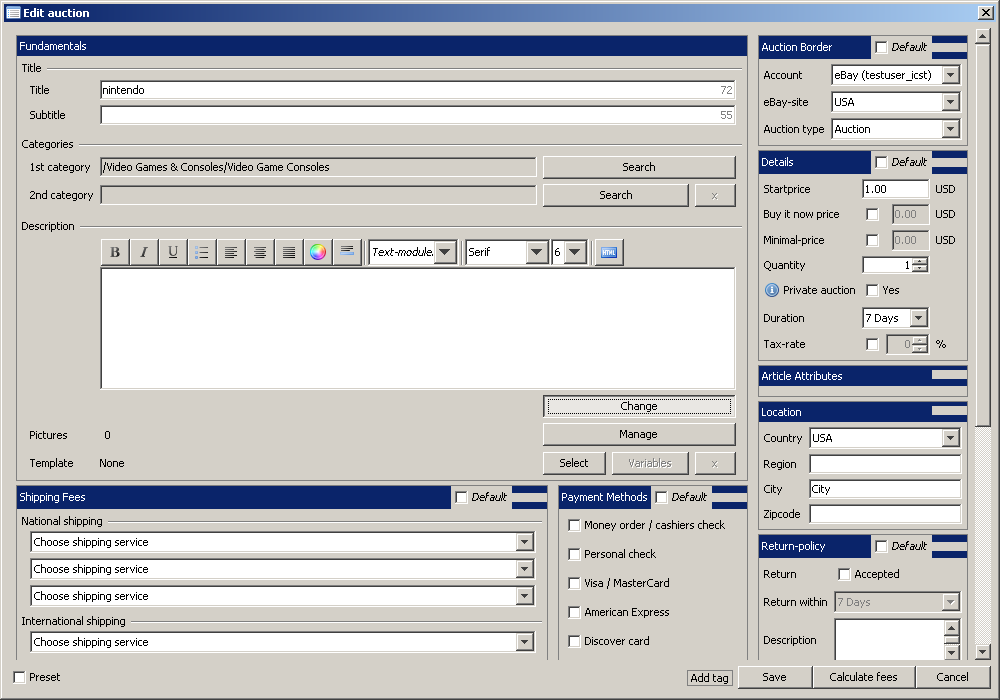 Edit auction
Fundamentals
Title
Title nintendo 72
Subtitle 55
Categories
1st category /Video Games & Consoles/Video Game Consoles Search
2nd category Search x
Description
B I U Text-module. Serif 6 HTML
Change
Pictures 0 Manage
Template None Select Variables x
Shipping Fees Default
National shipping
Choose shipping service
Choose shipping service
Choose shipping service
International shipping
Choose shipping service
Payment Methods Default
Money order / cashiers check
Personal check
Visa / MasterCard
American Express
Discover card
Auction Border Default
Account eBay (testuser_icst)
eBay-site USA
Auction type Auction
Details Default
Startprice 1.00 USD
Buy it now price 0.00 USD
Minimal-price 0.00 USD
Quantity 1
i Private auction Yes
Duration 7 Days
Tax-rate 0 %
Article Attributes
Location
Country USA
Region
City City
Zipcode
Return-policy Default
Return Accepted
Return within 7 Days
Description
Preset Add tag Save Calculate fees Cancel